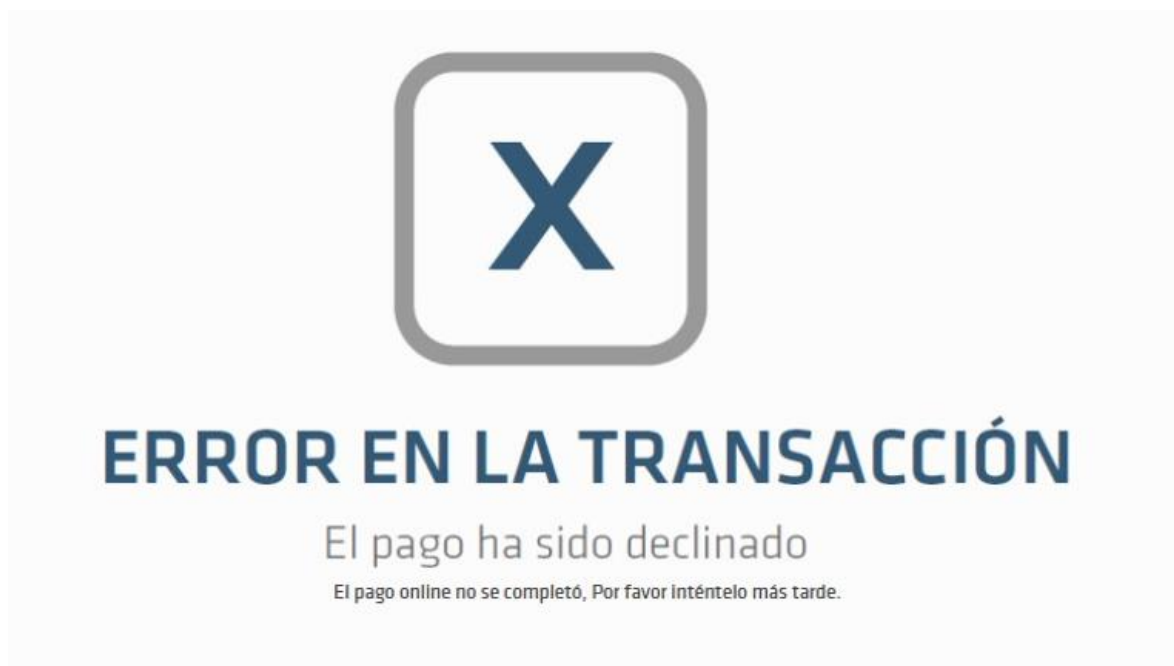 X
ERROR EN LA TRANSACCIÓN
El pago ha sido declinado
El pago online no se completó, Por favor inténtelo más tarde.